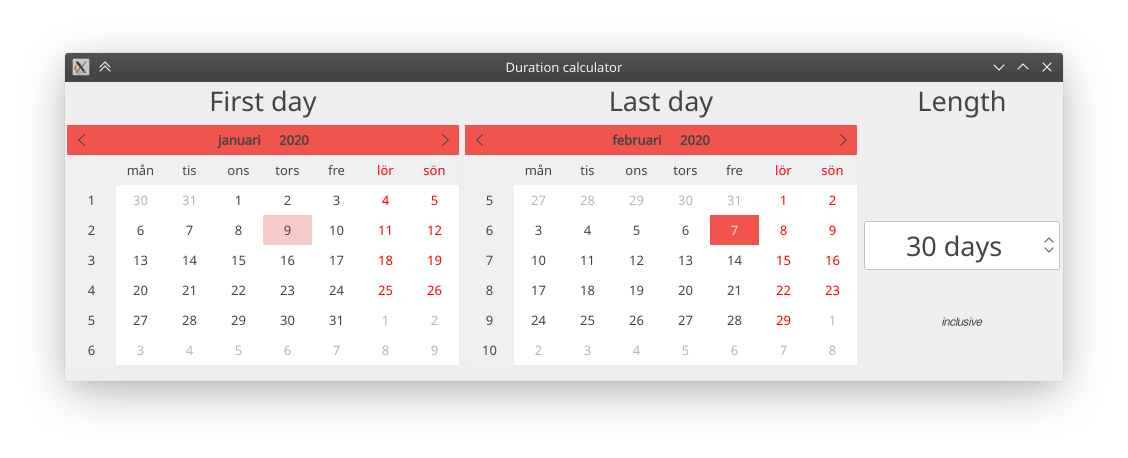 Duration calculator
First day
Last day
Length
januari 2020
februari 2020
mån tis ons tors fre lör sön
1 30 31 1 2 3 4 5
2 6 7 8 9 10 11 12
3 13 14 15 16 17 18 19
4 20 21 22 23 24 25 26
5 27 28 29 30 31 1 2
6 3 4 5 6 7 8 9
mån tis ons tors fre lör sön
5 27 28 29 30 31 1 2
6 3 4 5 6 7 8 9
7 10 11 12 13 14 15 16
8 17 18 19 20 21 22 23
9 24 25 26 27 28 29 1
10 2 3 4 5 6 7 8
30 days
inclusive